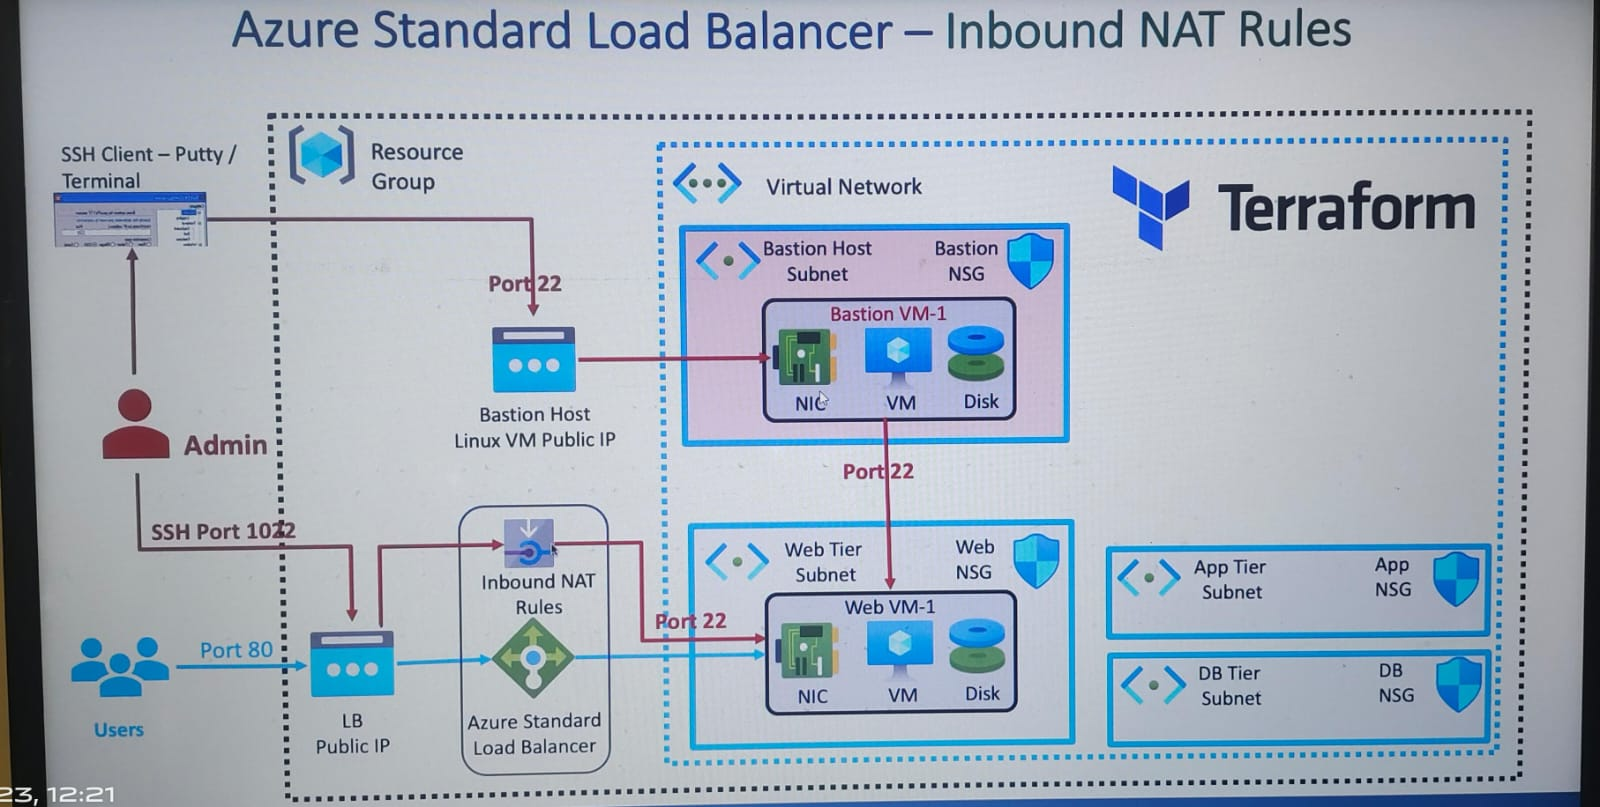 Azure Standard Load Balancer – Inbound NAT Rules
SSH Client – Putty /
Terminal
Resource
Group
Virtual Network
Terraform
Bastion Host
Subnet
Bastion
NSG
Port 22
Bastion VM-1
NIC
VM
Disk
Bastion Host
Linux VM Public IP
Admin
Port 22
SSH Port 1022
Inbound NAT
Rules
Web Tier
Subnet
Web
NSG
App Tier
Subnet
App
NSG
Web VM-1
Port 22
Port 80
NIC
VM
Disk
DB Tier
Subnet
DB
NSG
Users
LB
Public IP
Azure Standard
Load Balancer
23, 12:21